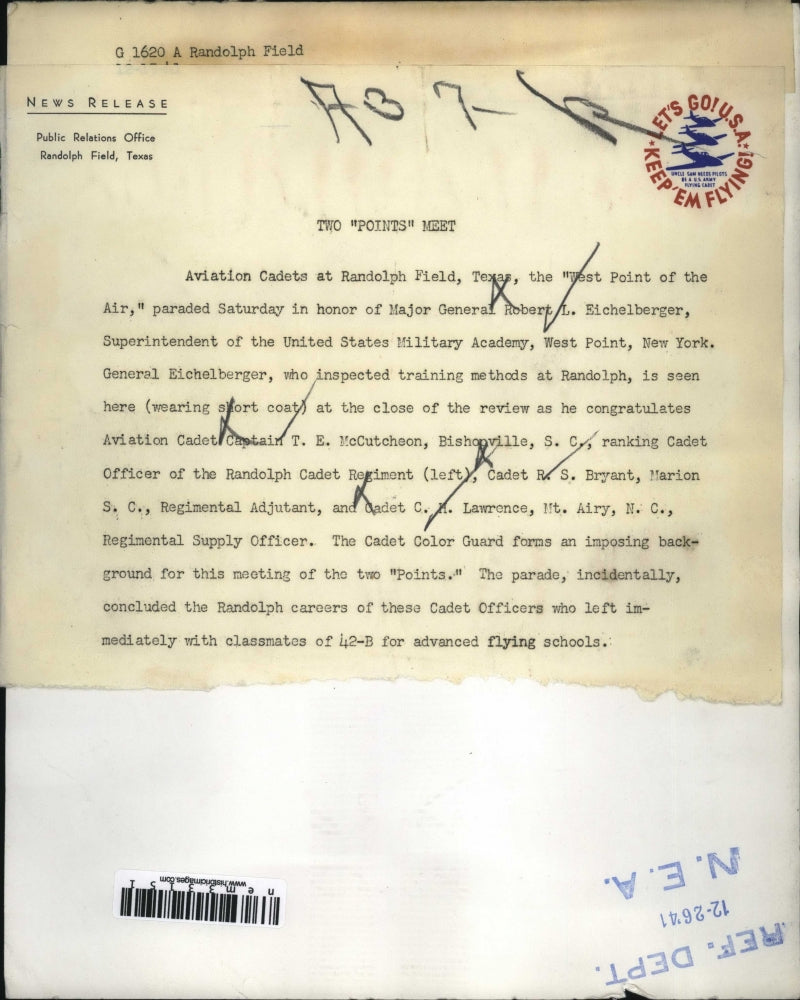 G 1620 A Randolph Field
NEWS RELEASE
Public Relations Office
Randolph Field, Texas
A37-
LET'S GO! U.S.A.
KEEP 'EM FLYING!
UNCLE SAM NEEDS PILOTS
BE A U.S. ARMY
FLYING CADET
TWO "POINTS" MEET
Aviation Cadets at Randolph Field, Texas, the "West Point of the
Air," paraded Saturday in honor of Major General Robert L. Eichelberger,
Superintendent of the United States Military Academy, West Point, New York.
General Eichelberger, who inspected training methods at Randolph, is seen
here (wearing short coat) at the close of the review as he congratulates
Aviation Cadet Captain T. E. McCutcheon, Bishopville, S. C., ranking Cadet
Officer of the Randolph Cadet Regiment (left), Cadet R. S. Bryant, Marion
S. C., Regimental Adjutant, and Cadet C. M. Lawrence, Mt. Airy, N. C.,
Regimental Supply Officer. The Cadet Color Guard forms an imposing back-
ground for this meeting of the two "Points." The parade, incidentally,
concluded the Randolph careers of these Cadet Officers who left im-
mediately with classmates of 42-B for advanced flying schools.
www.historicimages.com
nem33151
REF. DEPT.
12-26-41
N.E.A.